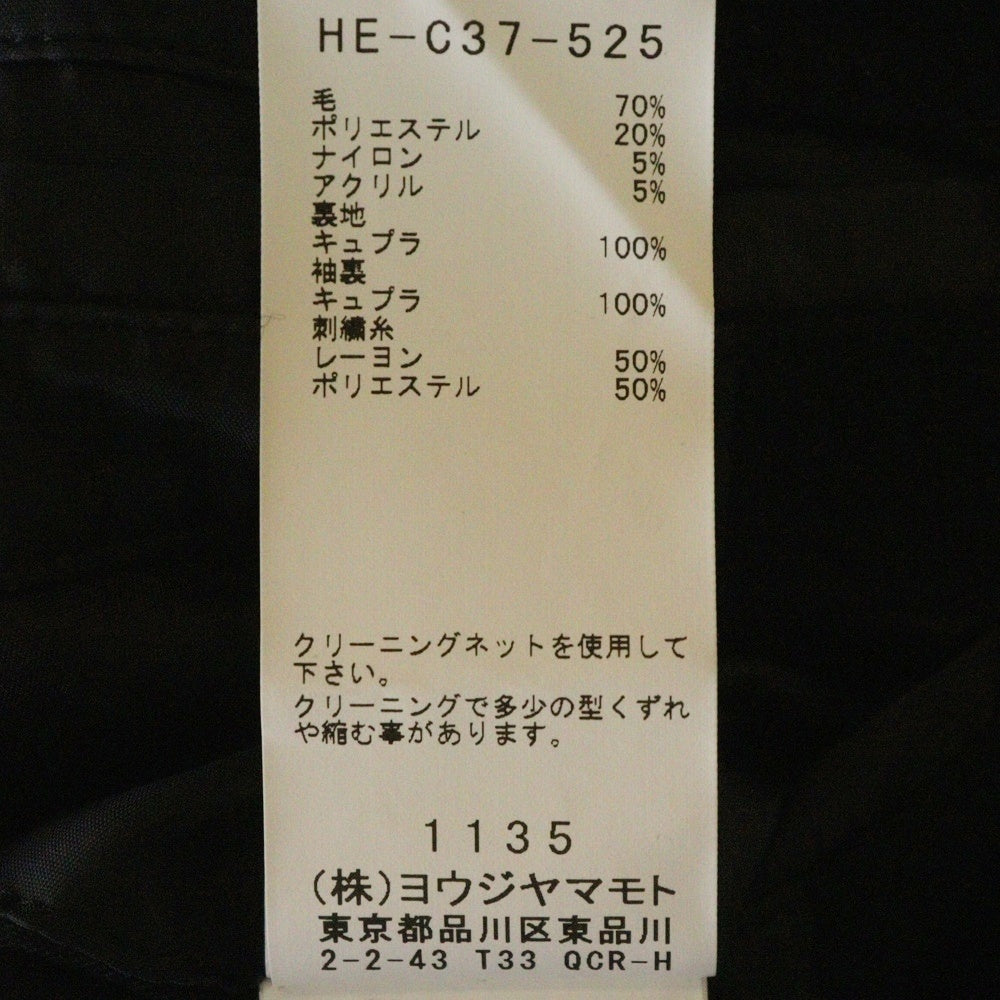 HE-C37-525
毛 70%
ポリエステル 20%
ナイロン 5%
アクリル 5%
裏地
キュプラ 100%
袖裏
キュプラ 100%
刺繍糸
レーヨン 50%
ポリエステル 50%
クリーニングネットを使用して
下さい。
クリーニングで多少の型くずれ
や縮む事があります。
1135
(株)ヨウジヤマモト
東京都品川区東品川
2-2-43 T33 QCR-H